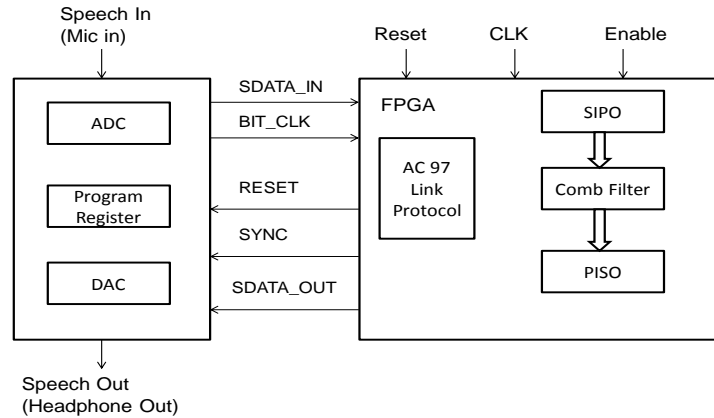 Speech In
(Mic in)
Reset
CLK
Enable
SDATA_IN
FPGA
SIPO
ADC
BIT_CLK
AC 97
Link
Protocol
RESET
Program
Register
Comb Filter
SYNC
DAC
SDATA_OUT
PISO
Speech Out
(Headphone Out)